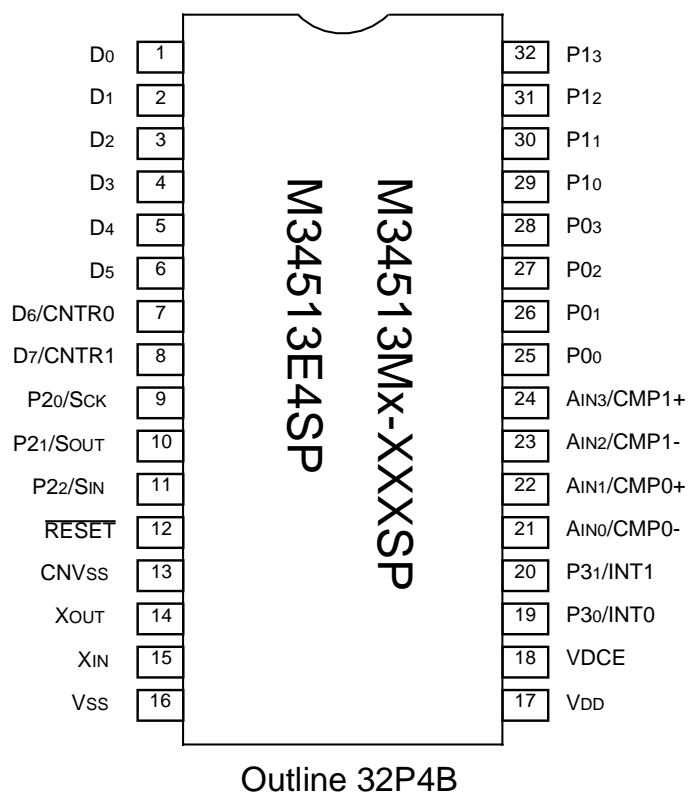 D0 1 32 P13
D1 2 31 P12
D2 3 30 P11
D3 4 29 P10
D4 5 28 P03
D5 6 27 P02
D6/CNTR0 7 26 P01
D7/CNTR1 8 25 P00
P20/SCK 9 24 AIN3/CMP1+
P21/SOUT 10 23 AIN2/CMP1-
P22/SIN 11 22 AIN1/CMP0+
RESET 12 21 AIN0/CMP0-
CNVSS 13 20 P31/INT1
XOUT 14 19 P30/INT0
XIN 15 18 VDCE
VSS 16 17 VDD
M34513Mx-XXXSP
M34513E4SP
Outline 32P4B